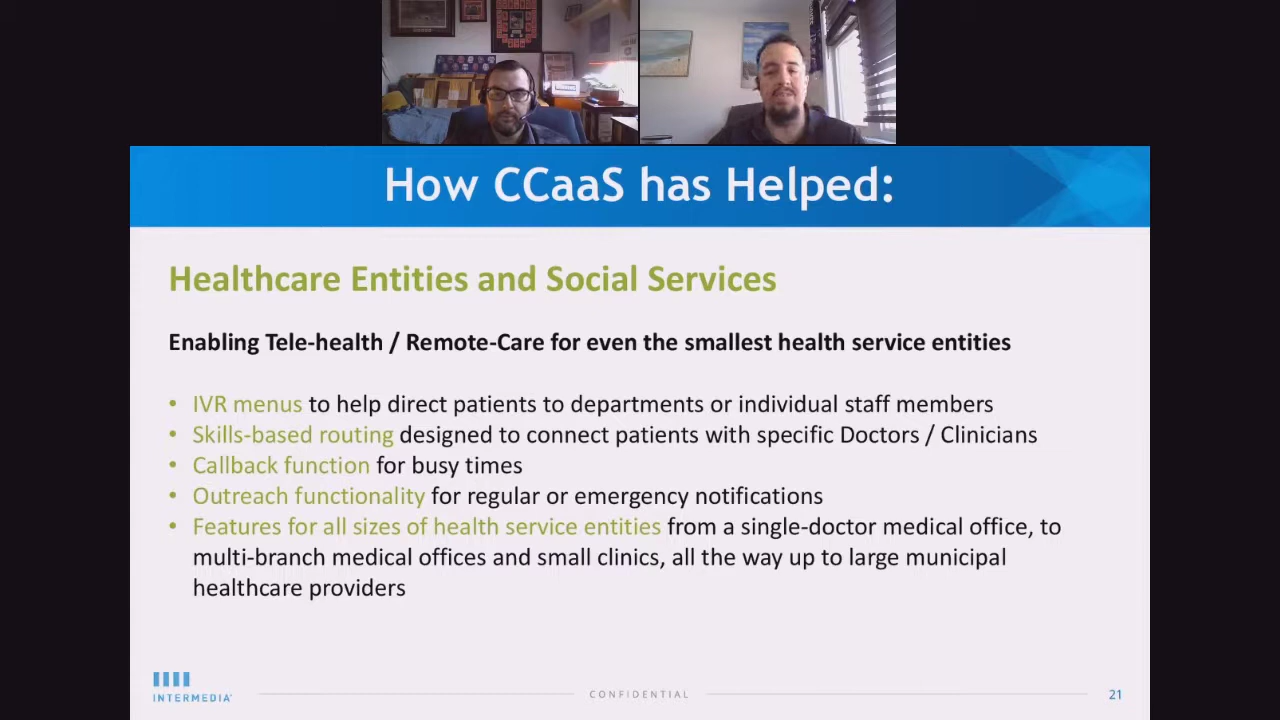 How CCaaS has Helped:
Healthcare Entities and Social Services
Enabling Tele-health / Remote-Care for even the smallest health service entities
• IVR menus to help direct patients to departments or individual staff members
• Skills-based routing designed to connect patients with specific Doctors / Clinicians
• Callback function for busy times
• Outreach functionality for regular or emergency notifications
• Features for all sizes of health service entities from a single-doctor medical office, to
multi-branch medical offices and small clinics, all the way up to large municipal
healthcare providers
INTERMEDIA
CONFIDENTIAL
21